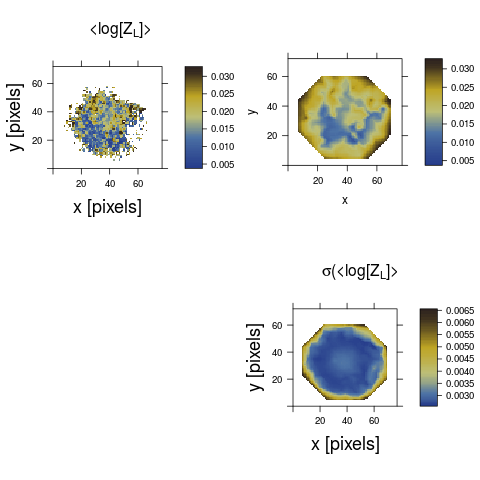 <log[Z_L]>
60
40
20
20 40 60
x [pixels]
y [pixels]
0.030
0.025
0.020
0.015
0.010
0.005
60
40
20
20 40 60
x
y
0.030
0.025
0.020
0.015
0.010
0.005
σ(<log[Z_L]>
60
40
20
20 40 60
x [pixels]
y [pixels]
0.0065
0.0060
0.0055
0.0050
0.0045
0.0040
0.0035
0.0030